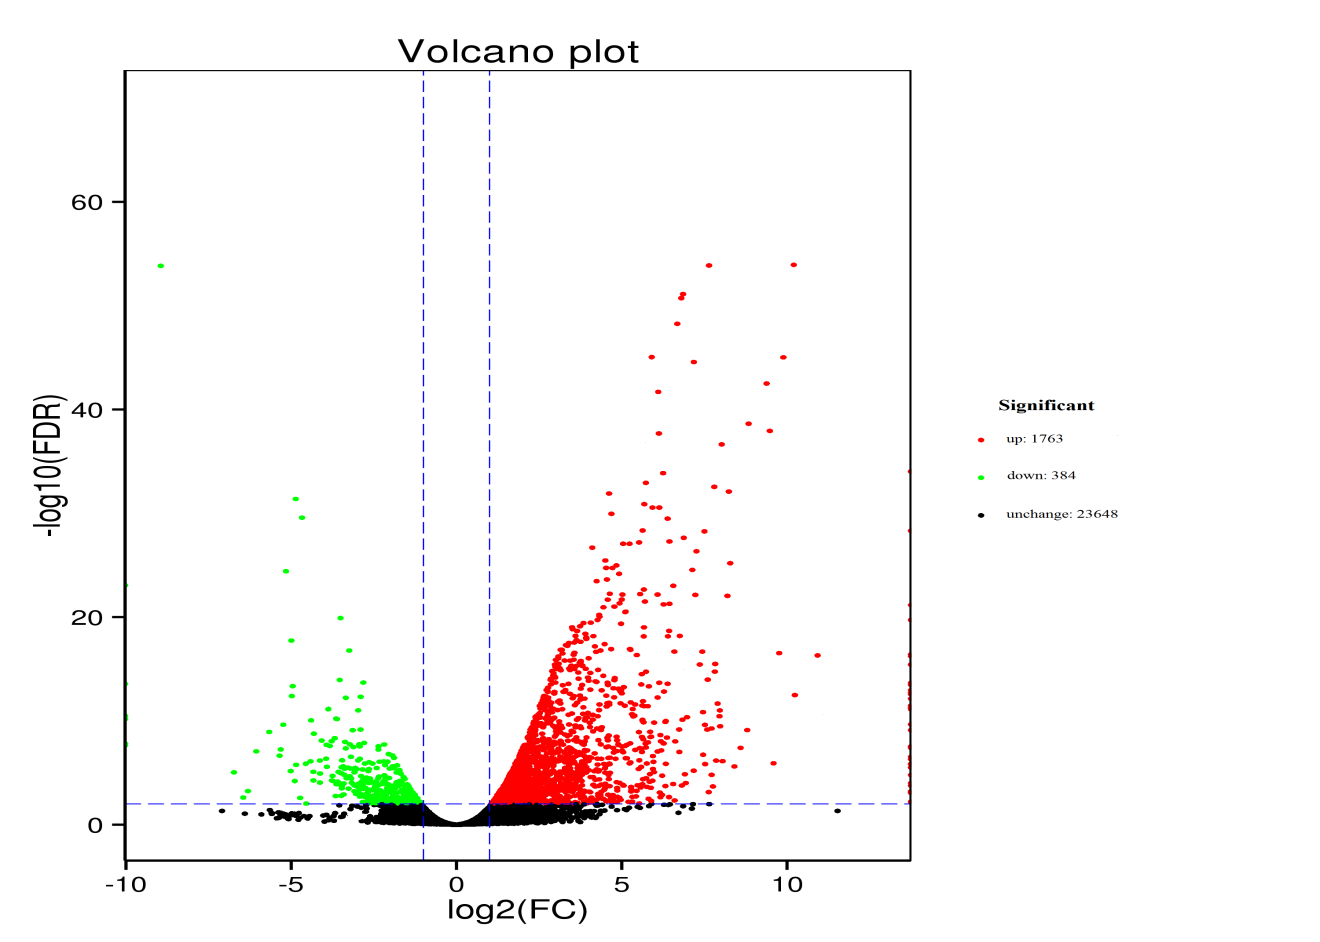 Volcano plot
60
40
20
0
-log10(FDR)
-10 -5 0 5 10
log2(FC)
Significant
up: 1763
down: 384
unchange: 23648